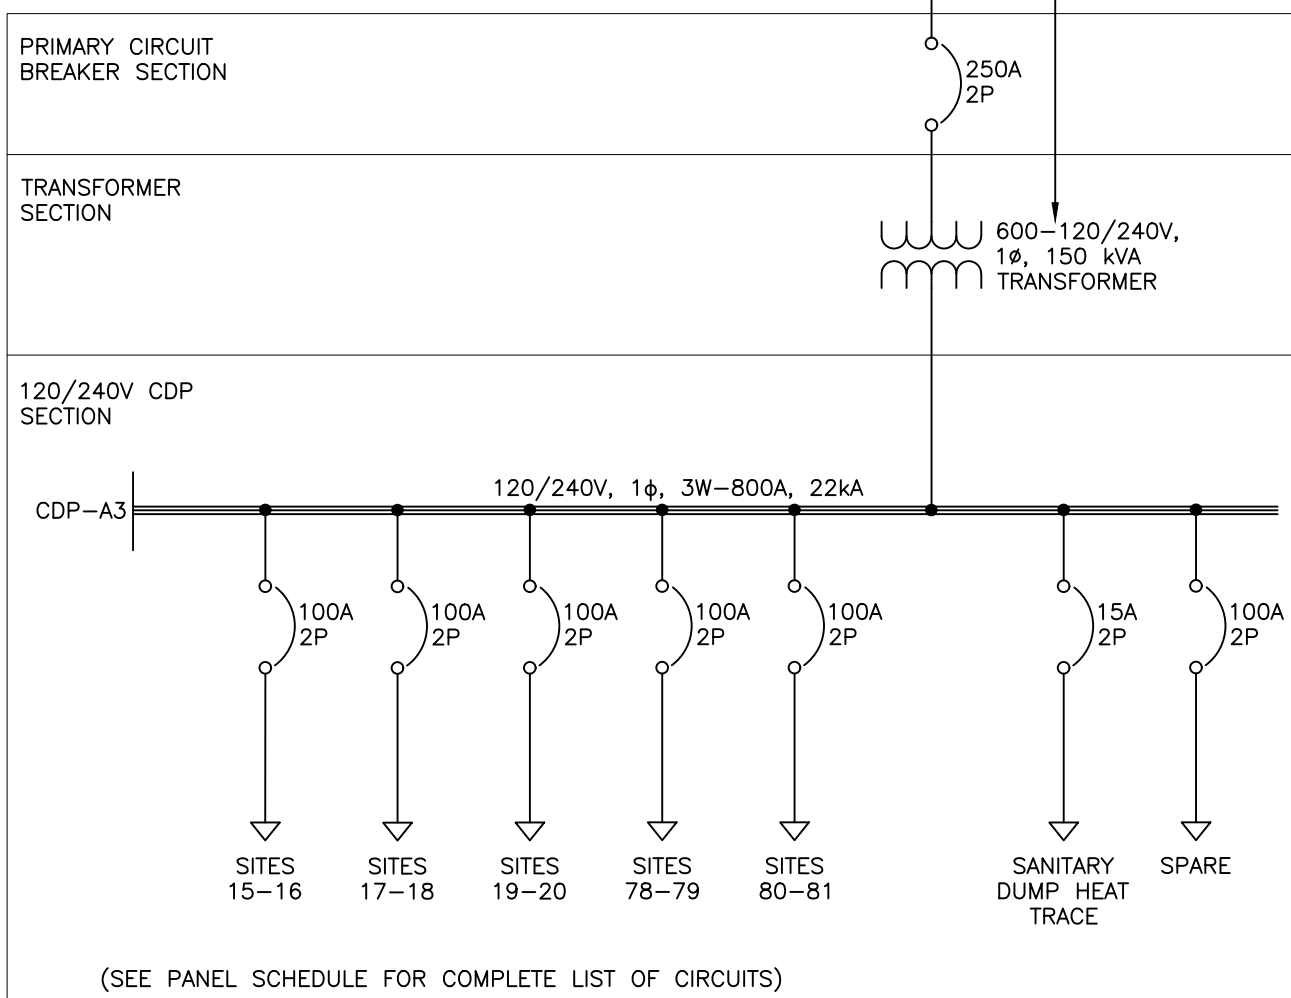 PRIMARY CIRCUIT
BREAKER SECTION
250A
2P
TRANSFORMER
SECTION
600-120/240V,
1ø, 150 kVA
TRANSFORMER
120/240V CDP
SECTION
120/240V, 1ϕ, 3W-800A, 22kA
CDP-A3
100A
2P
100A
2P
100A
2P
100A
2P
100A
2P
15A
2P
100A
2P
SITES
15-16
SITES
17-18
SITES
19-20
SITES
78-79
SITES
80-81
SANITARY
DUMP HEAT
TRACE
SPARE
(SEE PANEL SCHEDULE FOR COMPLETE LIST OF CIRCUITS)